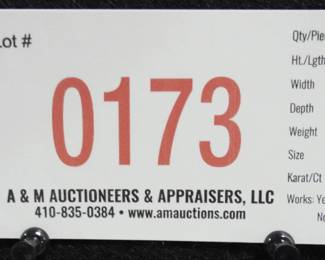 Lot #
0173
A & M AUCTIONEERS & APPRAISERS, LLC
410-835-0384 • www.amauctions.com
Qty/Pie
Ht./Lgth
Width
Depth
Weight
Size
Karat/Ct
Works: Ye
No